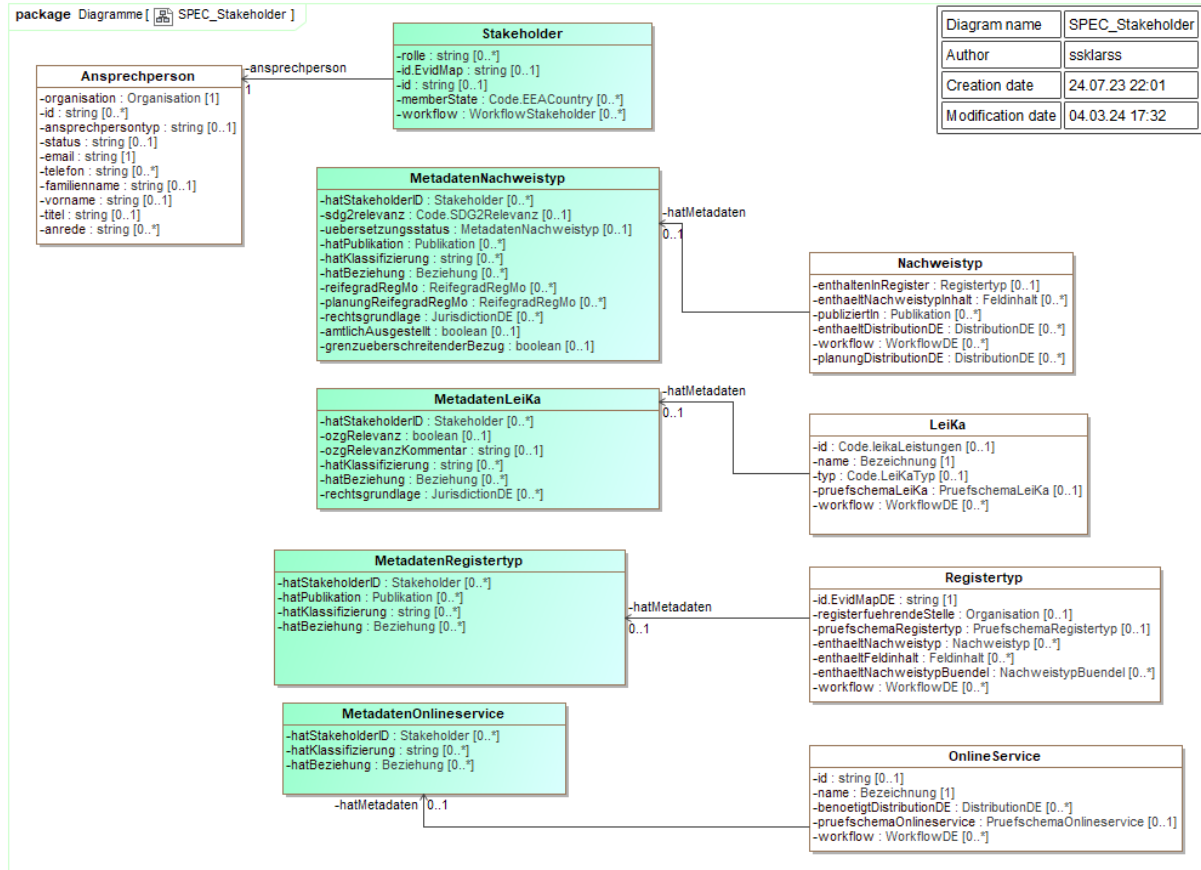 package Diagramme [ SPEC_Stakeholder ]
Diagram name SPEC_Stakeholder
Author ssklarss
Creation date 24.07.23 22:01
Modification date 04.03.24 17:32
Stakeholder
-rolle : string [0..*]
-id.EvidMap : string [0..1]
-id : string [0..1]
-memberState : Code.EEACountry [0..*]
-workflow : WorkflowStakeholder [0..*]
-ansprechperson
1
Ansprechperson
-organisation : Organisation [1]
-id : string [0..*]
-ansprechpersontyp : string [0..1]
-status : string [0..1]
-email : string [1]
-telefon : string [0..*]
-familienname : string [0..1]
-vorname : string [0..1]
-titel : string [0..1]
-anrede : string [0..*]
MetadatenNachweistyp
-hatStakeholderID : Stakeholder [0..*]
-sdg2relevanz : Code.SDG2Relevanz [0..1]
-uebersetzungsstatus : MetadatenNachweistyp [0..1]
-hatPublikation : Publikation [0..*]
-hatKlassifizierung : string [0..*]
-hatBeziehung : Beziehung [0..*]
-reifegradRegMo : ReifegradRegMo [0..*]
-planungReifegradRegMo : ReifegradRegMo [0..*]
-rechtsgrundlage : JurisdictionDE [0..*]
-amtlichAusgestellt : boolean [0..1]
-grenzueberschreitenderBezug : boolean [0..1]
-hatMetadaten
0..1
Nachweistyp
-enthaltenInRegister : Registertyp [0..1]
-enthaeltNachweistypInhalt : Feldinhalt [0..*]
-publiziertIn : Publikation [0..*]
-enthaeltDistributionDE : DistributionDE [0..*]
-workflow : WorkflowDE [0..*]
-planungDistributionDE : DistributionDE [0..*]
MetadatenLeiKa
-hatStakeholderID : Stakeholder [0..*]
-ozgRelevanz : boolean [0..1]
-ozgRelevanzKommentar : string [0..1]
-hatKlassifizierung : string [0..*]
-hatBeziehung : Beziehung [0..*]
-rechtsgrundlage : JurisdictionDE [0..*]
-hatMetadaten
0..1
LeiKa
-id : Code.leikaLeistungen [0..1]
-name : Bezeichnung [1]
-typ : Code.LeiKaTyp [0..1]
-pruefschemaLeiKa : PruefschemaLeiKa [0..1]
-workflow : WorkflowDE [0..*]
MetadatenRegistertyp
-hatStakeholderID : Stakeholder [0..*]
-hatPublikation : Publikation [0..*]
-hatKlassifizierung : string [0..*]
-hatBeziehung : Beziehung [0..*]
-hatMetadaten
0..1
Registertyp
-id.EvidMapDE : string [1]
-registerfuehrendeStelle : Organisation [0..1]
-pruefschemaRegistertyp : PruefschemaRegistertyp [0..1]
-enthaeltNachweistyp : Nachweistyp [0..*]
-enthaeltFeldinhalt : Feldinhalt [0..*]
-enthaeltNachweistypBuendel : NachweistypBuendel [0..*]
-workflow : WorkflowDE [0..*]
MetadatenOnlineservice
-hatStakeholderID : Stakeholder [0..*]
-hatKlassifizierung : string [0..*]
-hatBeziehung : Beziehung [0..*]
-hatMetadaten 0..1
OnlineService
-id : string [0..1]
-name : Bezeichnung [1]
-benoetigtDistributionDE : DistributionDE [0..*]
-pruefschemaOnlineservice : PruefschemaOnlineservice [0..1]
-workflow : WorkflowDE [0..*]